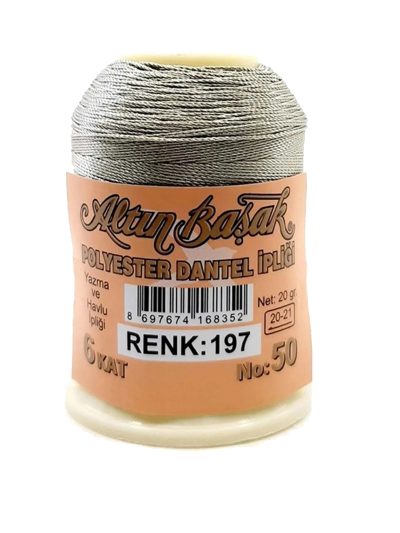 Altın Başak
POLYESTER DANTEL İPLİĞİ
Yazma
ve
Havlu
İpliği
8 697674 168352
Net: 20 gr.
20-21
RENK:197
6 KAT
No: 50